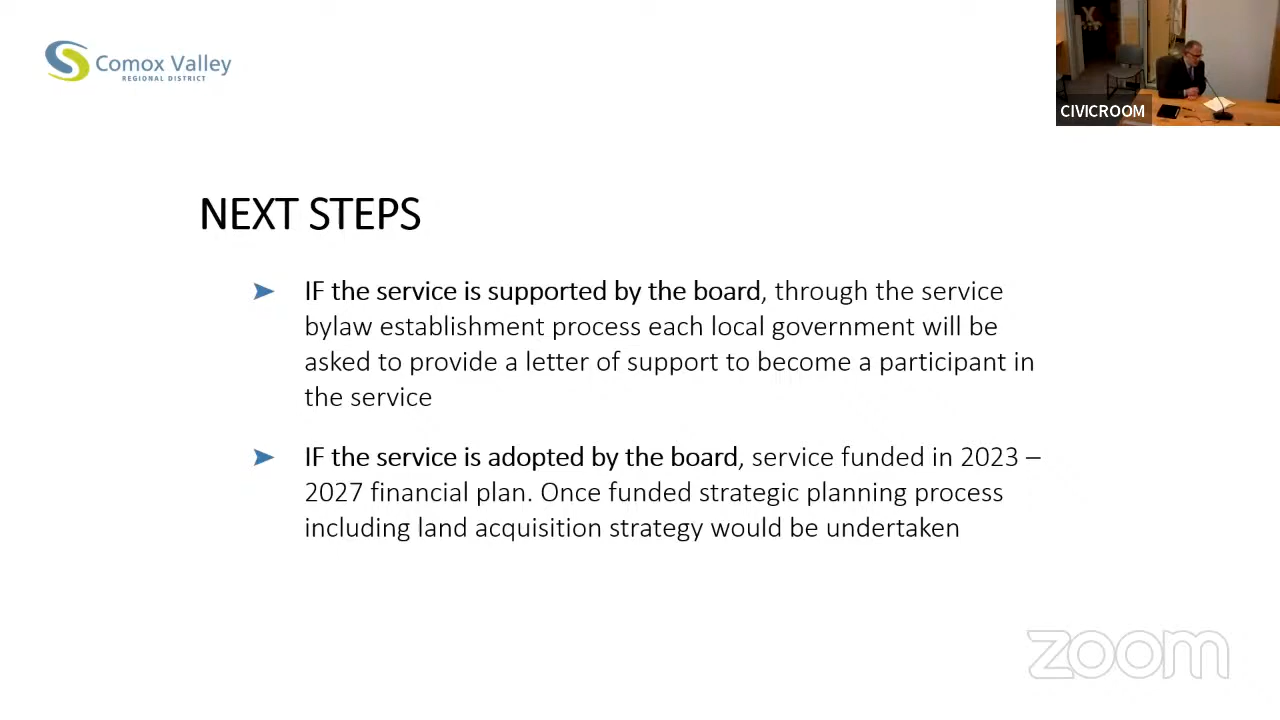 Comox Valley
REGIONAL DISTRICT
CIVICROOM
NEXT STEPS
➤ IF the service is supported by the board, through the service
bylaw establishment process each local government will be
asked to provide a letter of support to become a participant in
the service
➤ IF the service is adopted by the board, service funded in 2023 –
2027 financial plan. Once funded strategic planning process
including land acquisition strategy would be undertaken
zoom